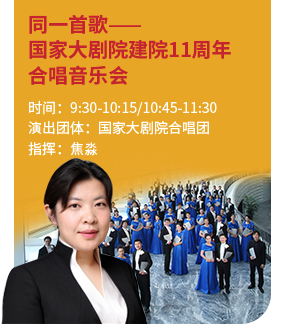 同一首歌——
国家大剧院建院11周年
合唱音乐会
时间：9:30-10:15/10:45-11:30
演出团体：国家大剧院合唱团
指挥：焦淼